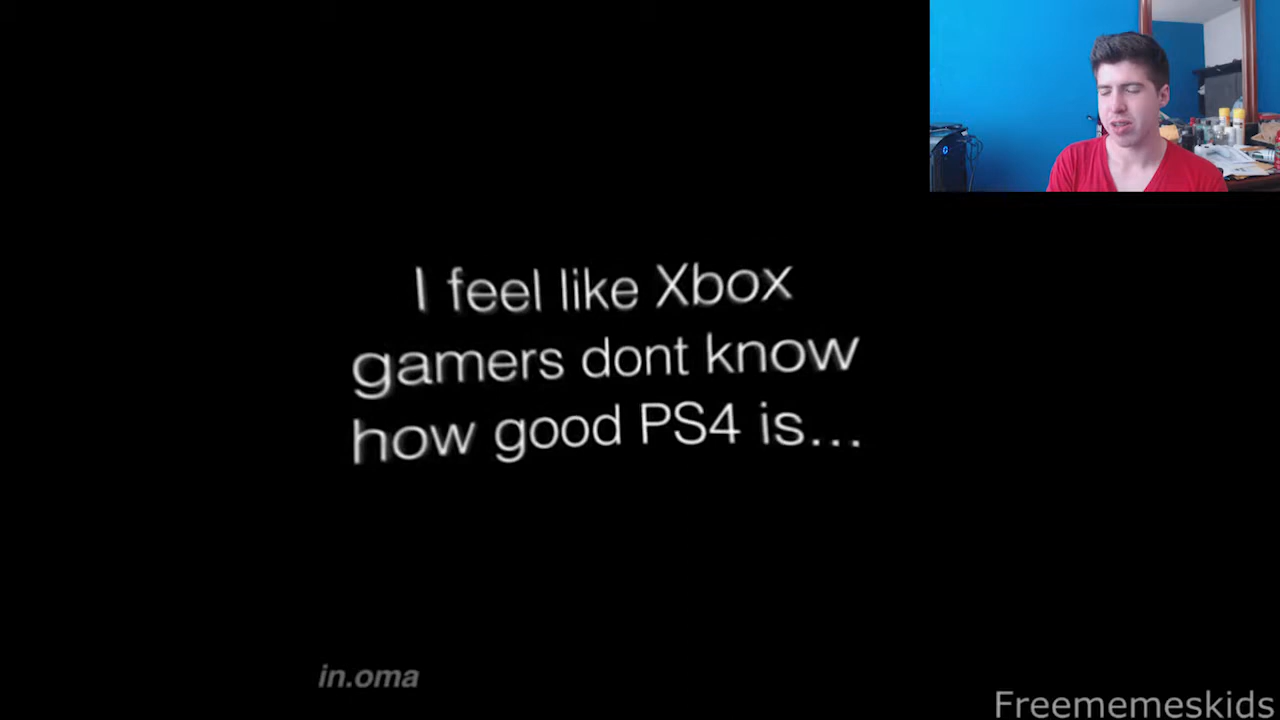 I feel like Xbox
gamers dont know
how good PS4 is...
in.oma
Freememeskids